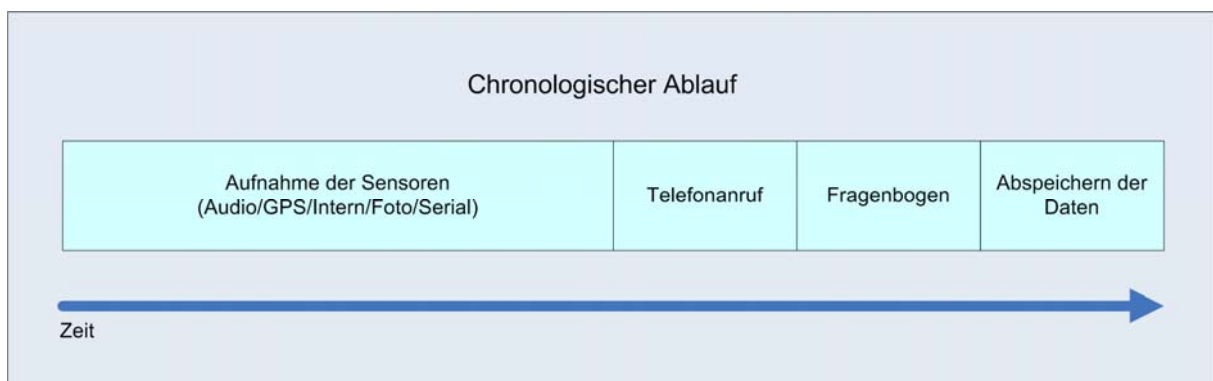 Chronologischer Ablauf
Aufnahme der Sensoren
(Audio/GPS/Intern/Foto/Serial)
Telefonanruf
Fragenbogen
Abspeichern der
Daten
Zeit